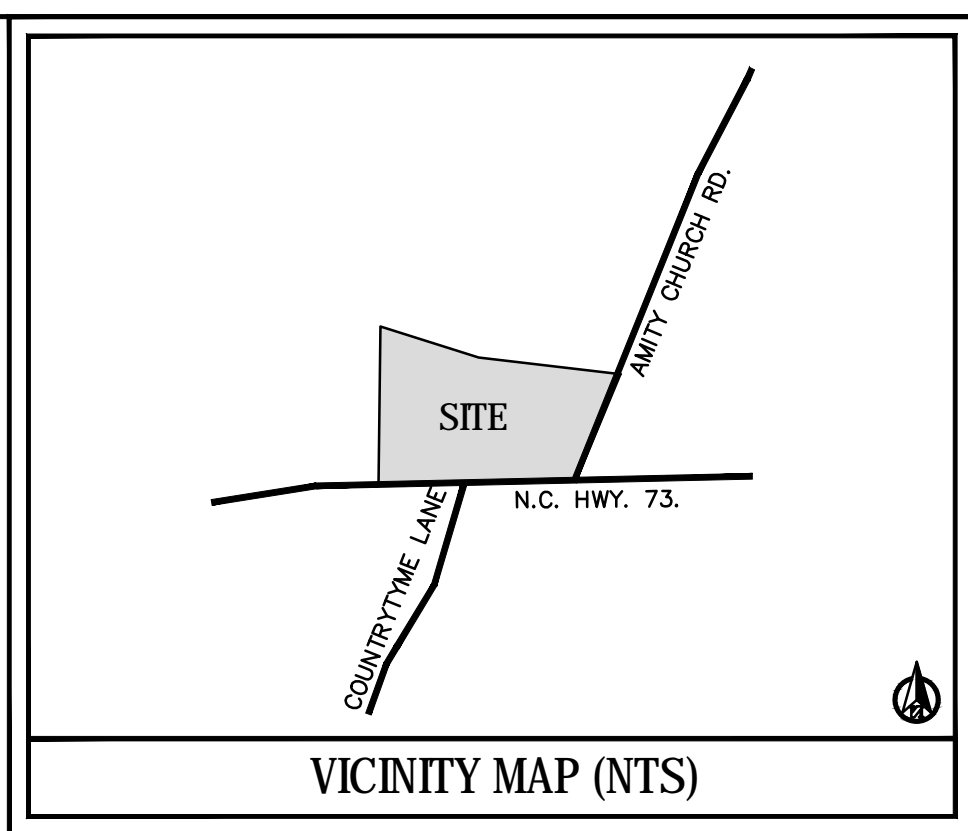 AMITY CHURCH RD.
SITE
N.C. HWY. 73.
COUNTRYTYME LANE
VICINITY MAP (NTS)